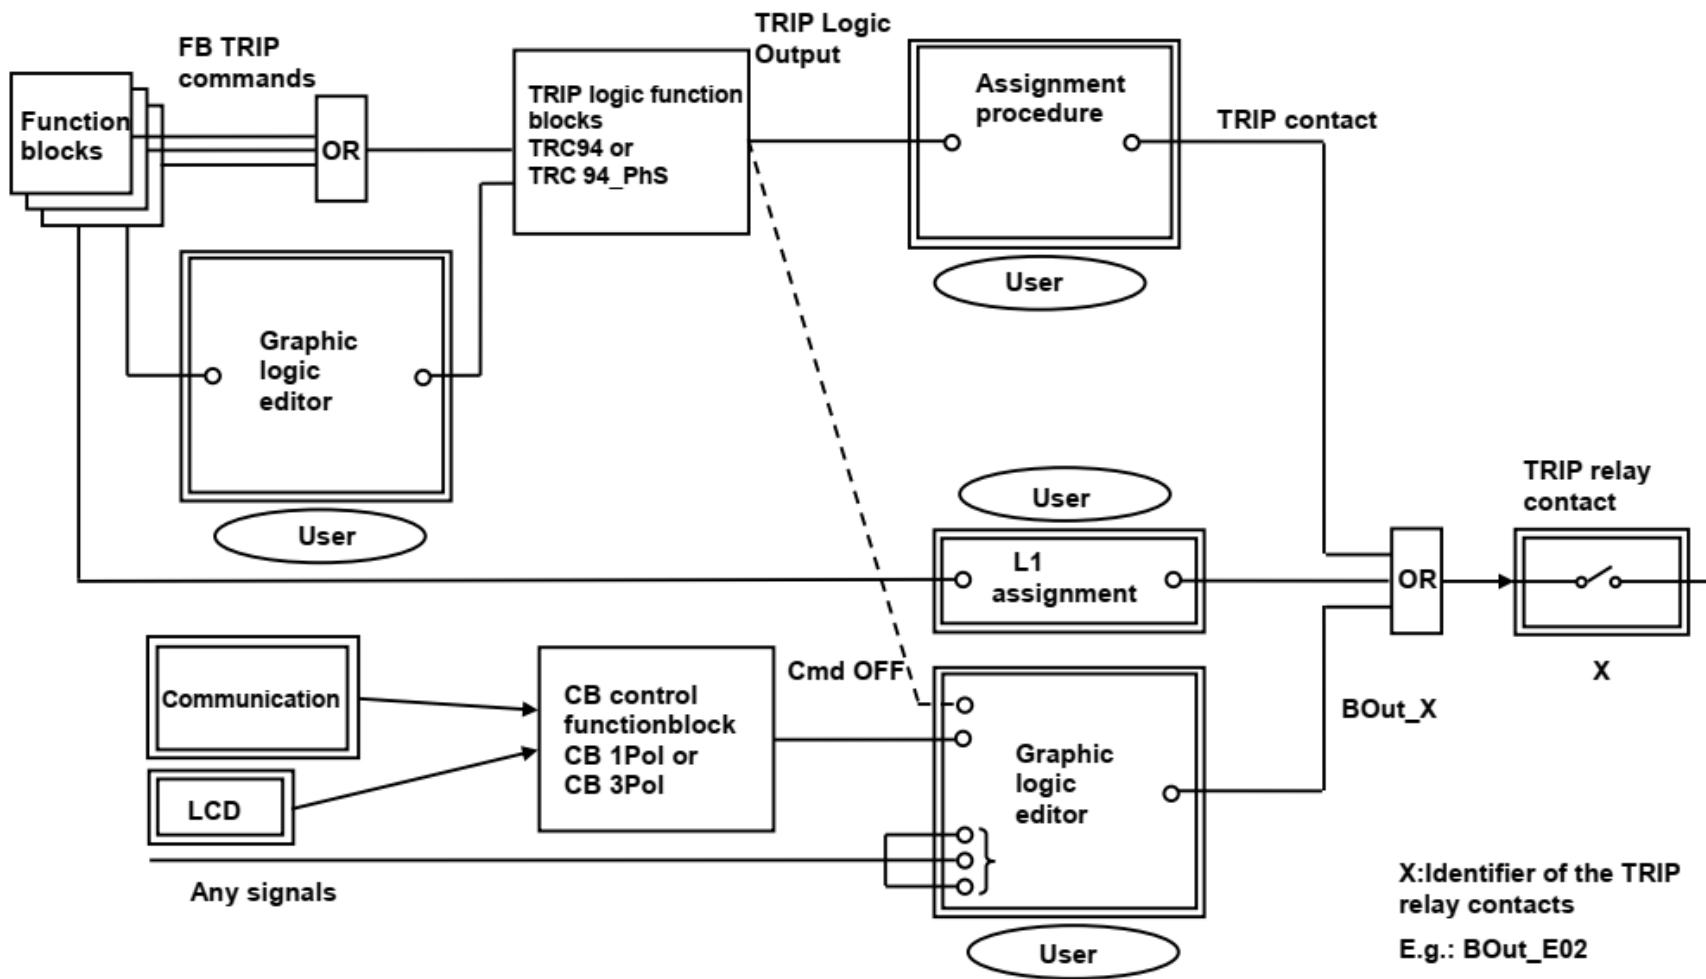 FB TRIP
commands
Function
blocks
OR
TRIP logic function
blocks
TRC94 or
TRC 94_PhS
TRIP Logic
Output
Assignment
procedure
TRIP contact
User
Graphic
logic
editor
User
User
L1
assignment
OR
TRIP relay
contact
X
Communication
LCD
CB control
functionblock
CB 1Pol or
CB 3Pol
Cmd OFF
Graphic
logic
editor
BOut_X
Any signals
User
X:Identifier of the TRIP
relay contacts
E.g.: BOut_E02